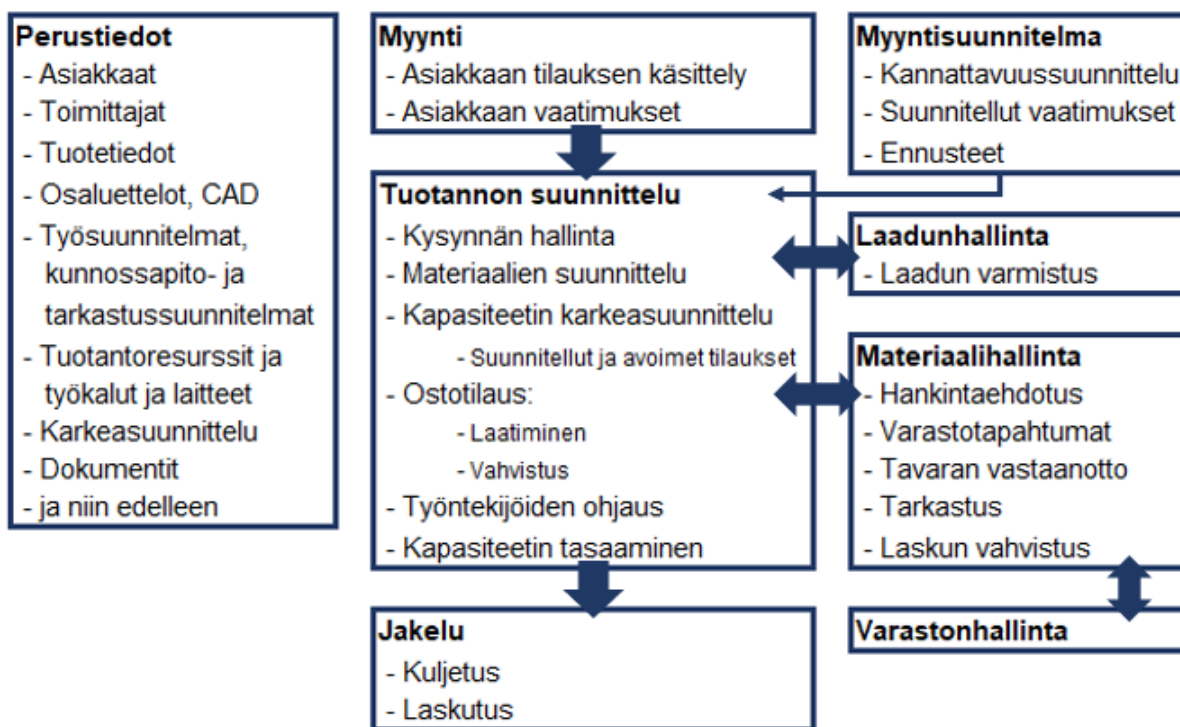 Perustiedot
- Asiakkaat
- Toimittajat
- Tuotetiedot
- Osaluettelot, CAD
- Työsuunnitelmat,
kunnossapito- ja
tarkastussuunnitelmat
- Tuotantoresurssit ja
työkalut ja laitteet
- Karkeasuunnittelu
- Dokumentit
- ja niin edelleen
Myynti
- Asiakkaan tilauksen käsittely
- Asiakkaan vaatimukset
Tuotannon suunnittelu
- Kysynnän hallinta
- Materiaalien suunnittelu
- Kapasiteetin karkeasuunnittelu
- Suunnitellut ja avoimet tilaukset
- Ostotilaus:
- Laatiminen
- Vahvistus
- Työntekijöiden ohjaus
- Kapasiteetin tasaaminen
Jakelu
- Kuljetus
- Laskutus
Myyntisuunnitelma
- Kannattavuussuunnittelu
- Suunnitellut vaatimukset
- Ennusteet
Laadunhallinta
- Laadun varmistus
Materiaalihallinta
- Hankintaehdotus
- Varastotapahtumat
- Tavaran vastaanotto
- Tarkastus
- Laskun vahvistus
Varastonhallinta